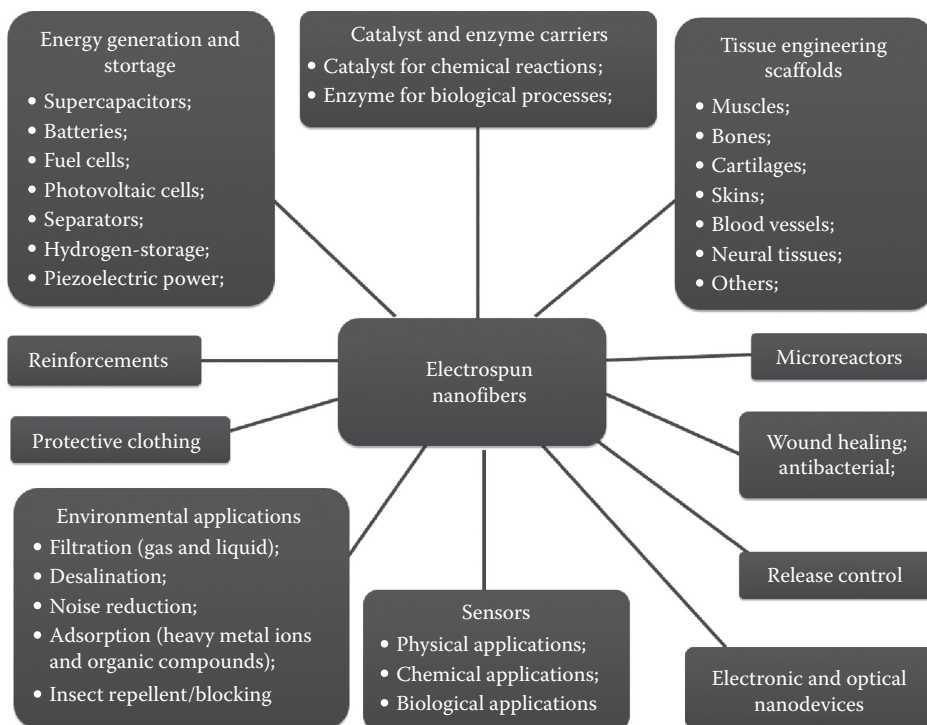 Energy generation and
stortage
• Supercapacitors;
• Batteries;
• Fuel cells;
• Photovoltaic cells;
• Separators;
• Hydrogen-storage;
• Piezoelectric power;
Catalyst and enzyme carriers
• Catalyst for chemical reactions;
• Enzyme for biological processes;
Tissue engineering
scaffolds
• Muscles;
• Bones;
• Cartilages;
• Skins;
• Blood vessels;
• Neural tissues;
• Others;
Reinforcements
Electrospun
nanofibers
Microreactors
Protective clothing
Wound healing;
antibacterial;
Environmental applications
• Filtration (gas and liquid);
• Desalination;
• Noise reduction;
• Adsorption (heavy metal ions
and organic compounds);
• Insect repellent/blocking
Sensors
• Physical applications;
• Chemical applications;
• Biological applications
Release control
Electronic and optical
nanodevices